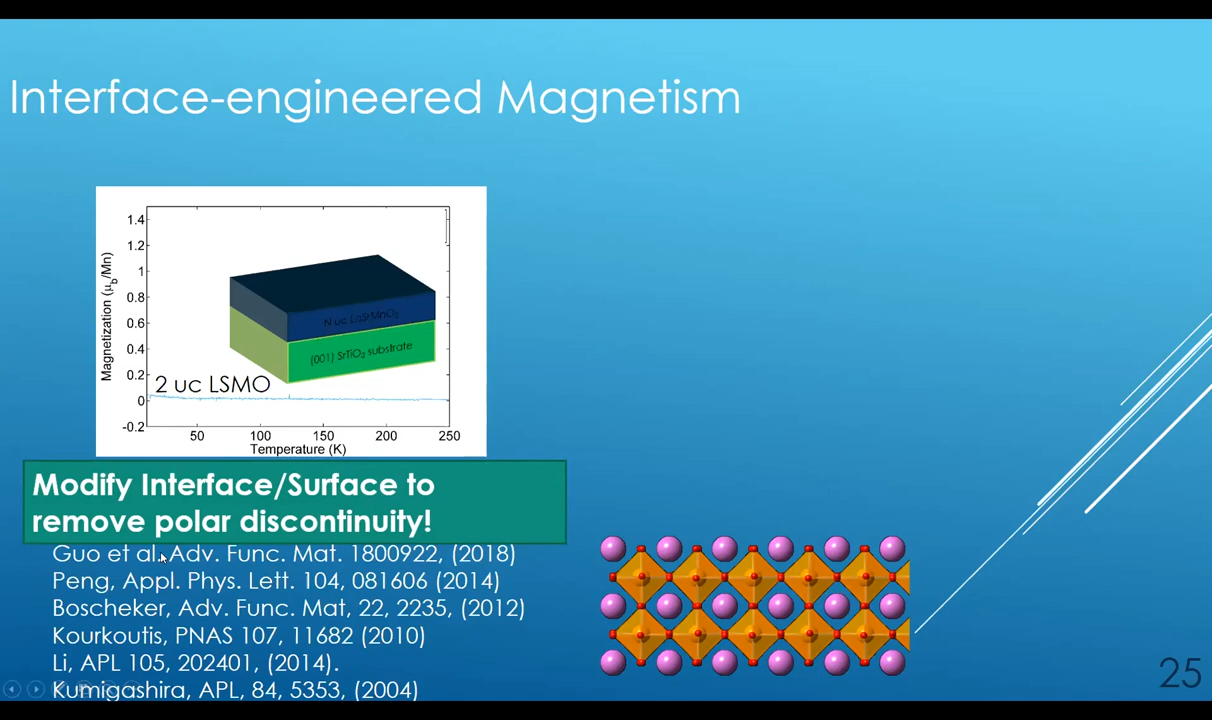 Interface-engineered Magnetism
Magnetization (μb/Mn)
1.4
1.2
1
0.8
0.6
0.4
0.2
0
-0.2
N uc LaSrMnO3
(001) SrTiO3 substrate
2 uc LSMO
50 100 150 200 250
Temperature (K)
Modify Interface/Surface to
remove polar discontinuity!
Guo et al. Adv. Func. Mat. 1800922, (2018)
Peng, Appl. Phys. Lett. 104, 081606 (2014)
Boscheker, Adv. Func. Mat, 22, 2235, (2012)
Kourkoutis, PNAS 107, 11682 (2010)
Li, APL 105, 202401, (2014).
Kumigashira, APL, 84, 5353, (2004)
25